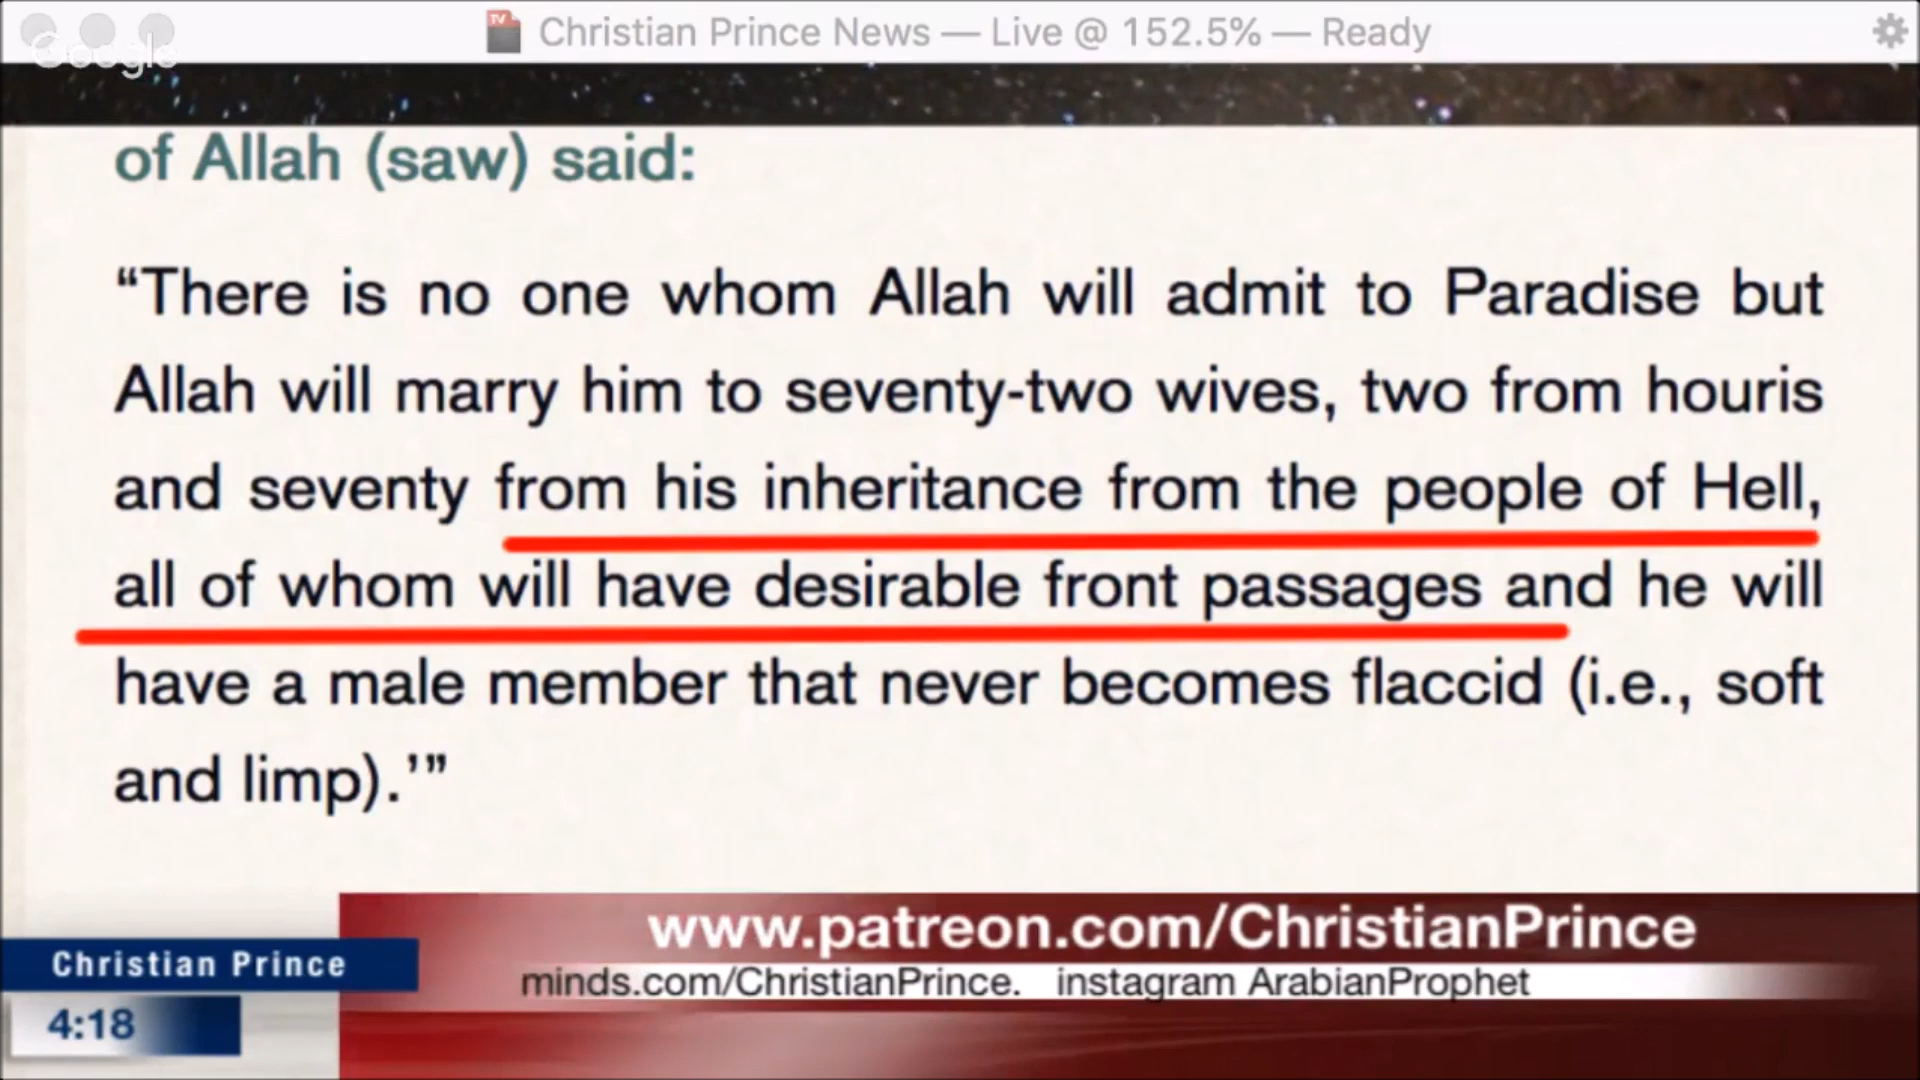 Christian Prince News — Live @ 152.5% — Ready
Google
of Allah (saw) said:
“There is no one whom Allah will admit to Paradise but
Allah will marry him to seventy-two wives, two from houris
and seventy from his inheritance from the people of Hell,
all of whom will have desirable front passages and he will
have a male member that never becomes flaccid (i.e., soft
and limp).’”
www.patreon.com/ChristianPrince
Christian Prince
minds.com/ChristianPrince. instagram ArabianProphet
4:18
TV